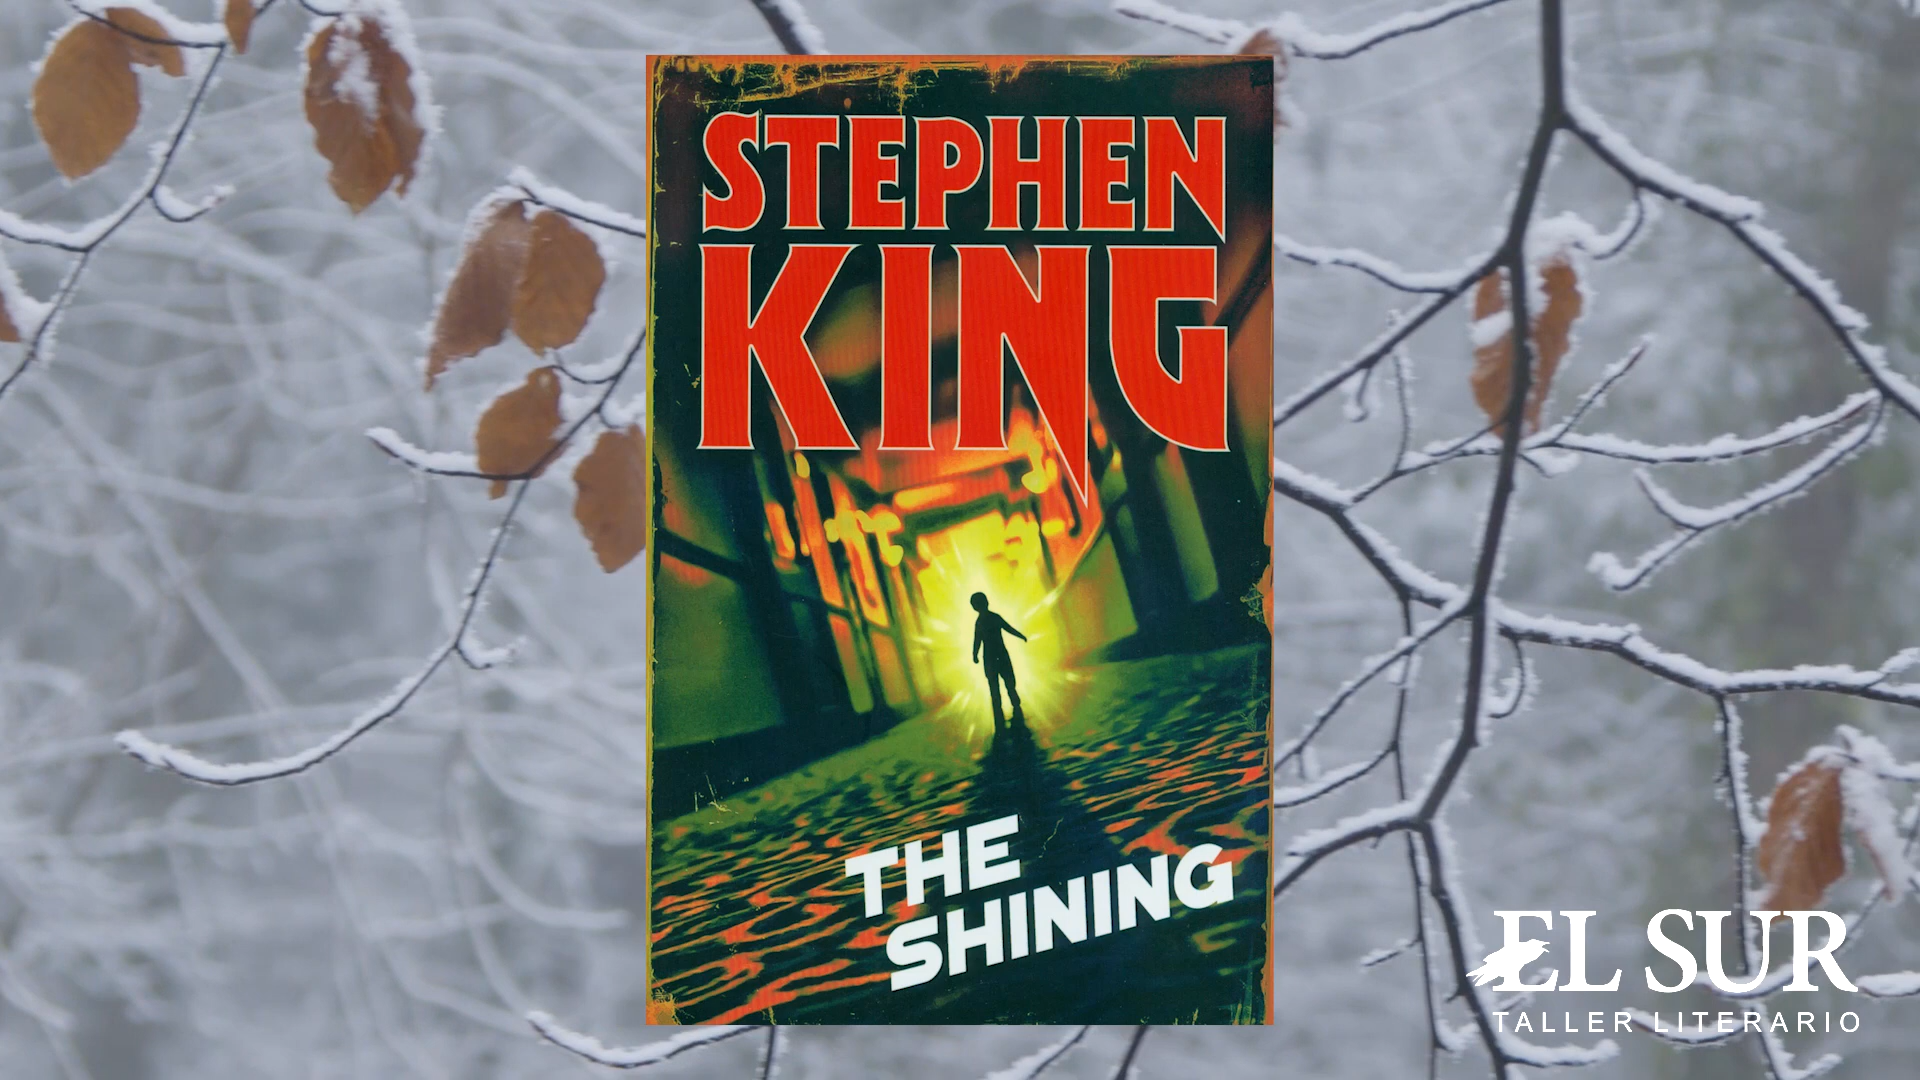 STEPHEN
KING
THE
SHINING
EL SUR
TALLER LITERARIO